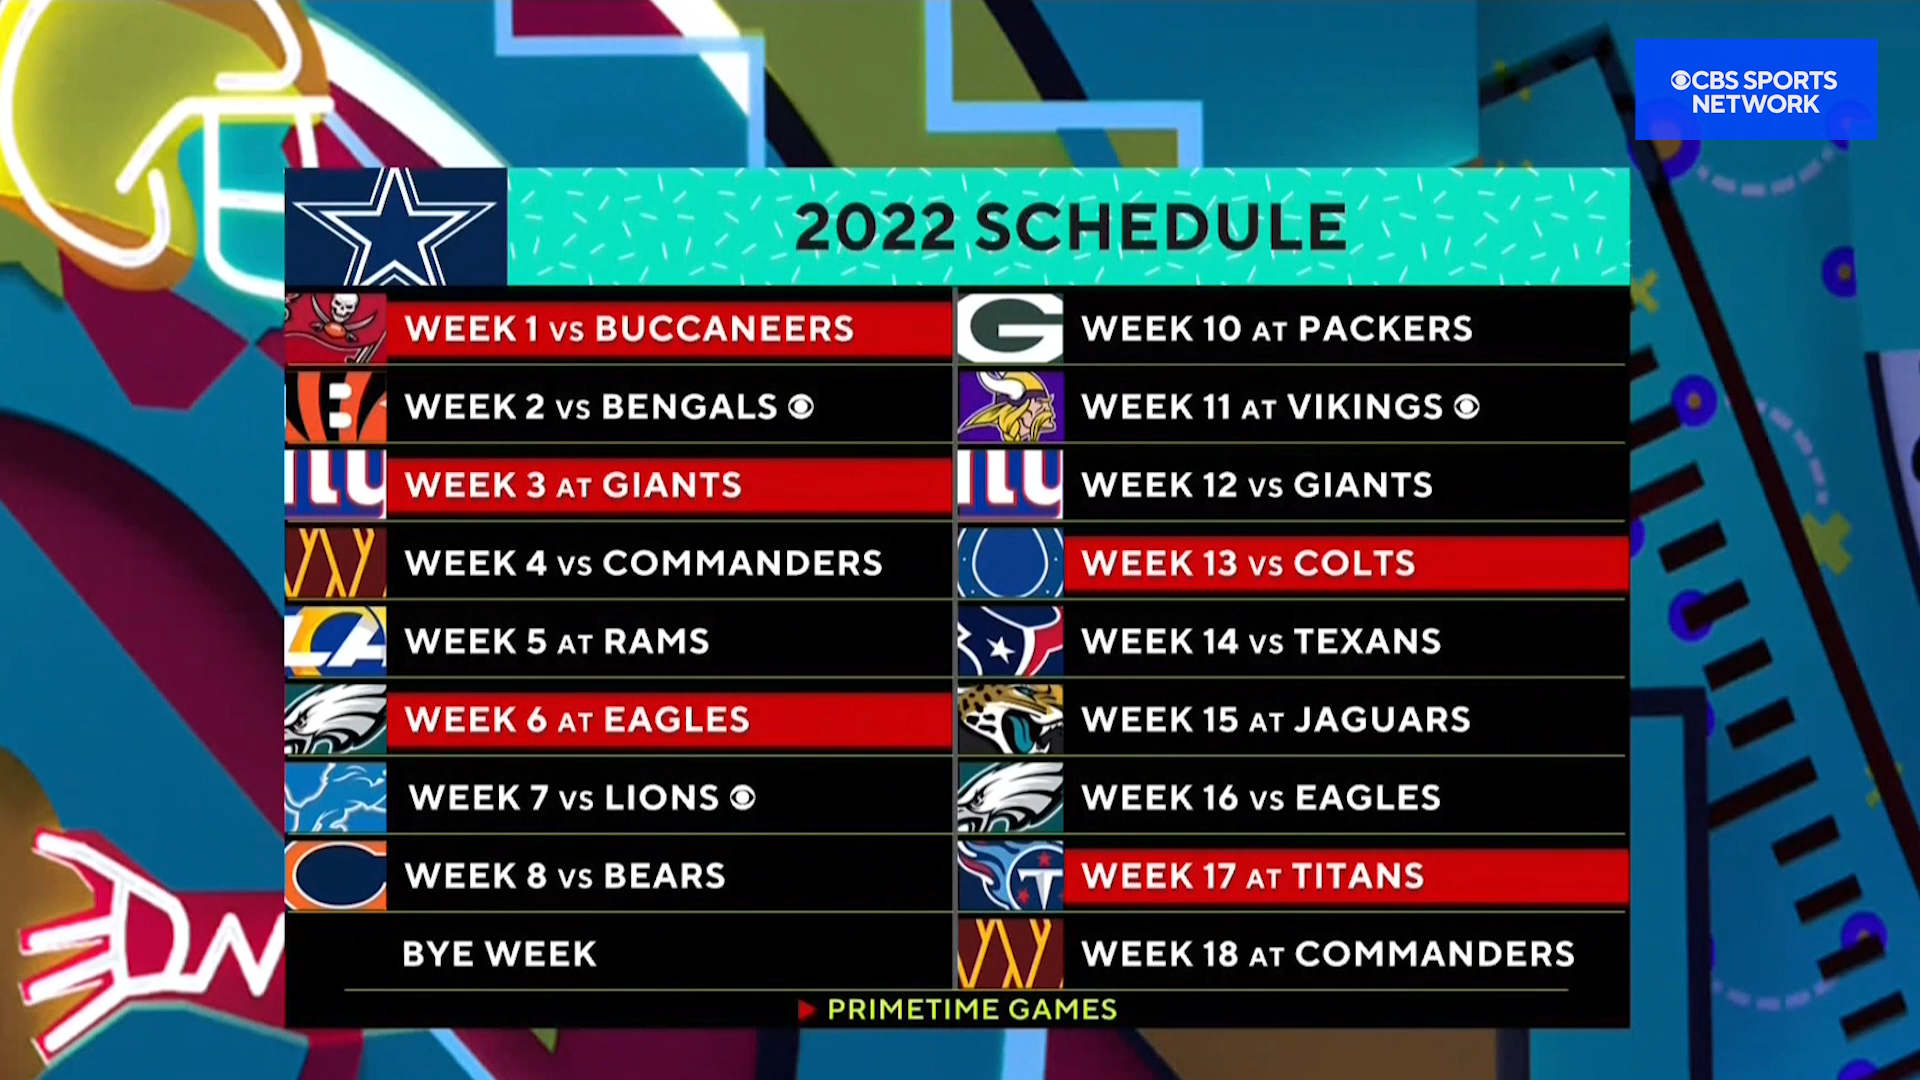 CBS SPORTS
NETWORK
2022 SCHEDULE
WEEK 1 VS BUCCANEERS
WEEK 2 VS BENGALS
WEEK 3 AT GIANTS
WEEK 4 VS COMMANDERS
WEEK 5 AT RAMS
WEEK 6 AT EAGLES
WEEK 7 VS LIONS
WEEK 8 VS BEARS
BYE WEEK
WEEK 10 AT PACKERS
WEEK 11 AT VIKINGS
WEEK 12 VS GIANTS
WEEK 13 VS COLTS
WEEK 14 VS TEXANS
WEEK 15 AT JAGUARS
WEEK 16 VS EAGLES
WEEK 17 AT TITANS
WEEK 18 AT COMMANDERS
PRIMETIME GAMES